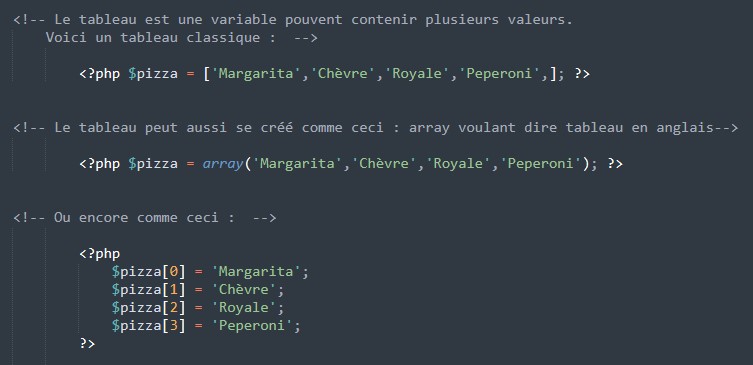 <!-- Le tableau est une variable pouvent contenir plusieurs valeurs.
Voici un tableau classique :  -->
<?php $pizza = ['Margarita','Chèvre','Royale','Peperoni',]; ?>
<!-- Le tableau peut aussi se créé comme ceci : array voulant dire tableau en anglais-->
<?php $pizza = array('Margarita','Chèvre','Royale','Peperoni'); ?>
<!-- Ou encore comme ceci :  -->
<?php
$pizza[0] = 'Margarita';
$pizza[1] = 'Chèvre';
$pizza[2] = 'Royale';
$pizza[3] = 'Peperoni';
?>